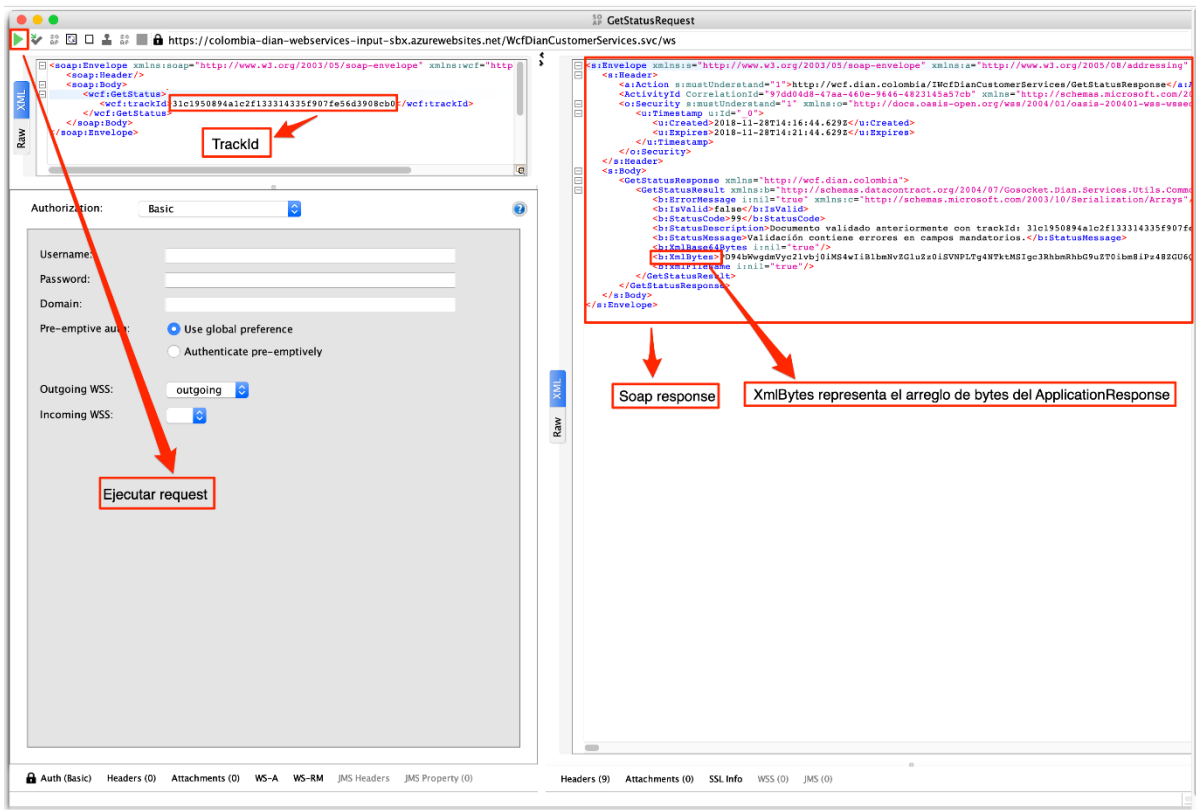 SOAP GetStatusRequest
https://colombia-dian-webservices-input-sbx.azurewebsites.net/WcfDianCustomerServices.svc/ws
XML
Raw
<soap:Envelope xmlns:soap="http://www.w3.org/2003/05/soap-envelope" xmlns:wcf="http
<soap:Header/>
<soap:Body>
<wcf:GetStatus>
<wcf:trackId>31c1950894a1c2f133314335f907fe56d3908cb0</wcf:trackId>
</wcf:GetStatus>
</soap:Body>
</soap:Envelope>
TrackId
Authorization: Basic
Username:
Password:
Domain:
Pre-emptive auth: Use global preference
Authenticate pre-emptively
Outgoing WSS: outgoing
Incoming WSS:
Ejecutar request
Auth (Basic) Headers (0) Attachments (0) WS-A WS-RM JMS Headers JMS Property (0)
XML
Raw
<s:Envelope xmlns:s="http://www.w3.org/2003/05/soap-envelope" xmlns:a="http://www.w3.org/2005/08/addressing"
<s:Header>
<a:Action s:mustUnderstand="1">http://wcf.dian.colombia/IWcfDianCustomerServices/GetStatusResponse</a:A
<ActivityId CorrelationId="97dd04d8-47aa-460e-9646-4823145a57cb" xmlns="http://schemas.microsoft.com/20
<o:Security s:mustUnderstand="1" xmlns:o="http://docs.oasis-open.org/wss/2004/01/oasis-200401-wss-wssec
<u:Timestamp u:Id="_0">
<u:Created>2018-11-28T14:16:44.629Z</u:Created>
<u:Expires>2018-11-28T14:21:44.629Z</u:Expires>
</u:Timestamp>
</o:Security>
</s:Header>
<s:Body>
<GetStatusResponse xmlns="http://wcf.dian.colombia">
<GetStatusResult xmlns:b="http://schemas.datacontract.org/2004/07/Gosocket.Dian.Services.Utils.Commo
<b:ErrorMessage i:nil="true" xmlns:c="http://schemas.microsoft.com/2003/10/Serialization/Arrays"/
<b:IsValid>false</b:IsValid>
<b:StatusCode>99</b:StatusCode>
<b:StatusDescription>Documento validado anteriormente con trackId: 31c1950894a1c2f133314335f907fe
<b:StatusMessage>Validación contiene errores en campos mandatorios.</b:StatusMessage>
<b:XmlBase64Bytes i:nil="true"/>
<b:XmlBytes>
<b:XmlFileName i:nil="true"/>
</GetStatusResult>
</GetStatusResponse>
</s:Body>
</s:Envelope>
Soap response
XmlBytes representa el arreglo de bytes del ApplicationResponse
Headers (9) Attachments (0) SSL Info WSS (0) JMS (0)